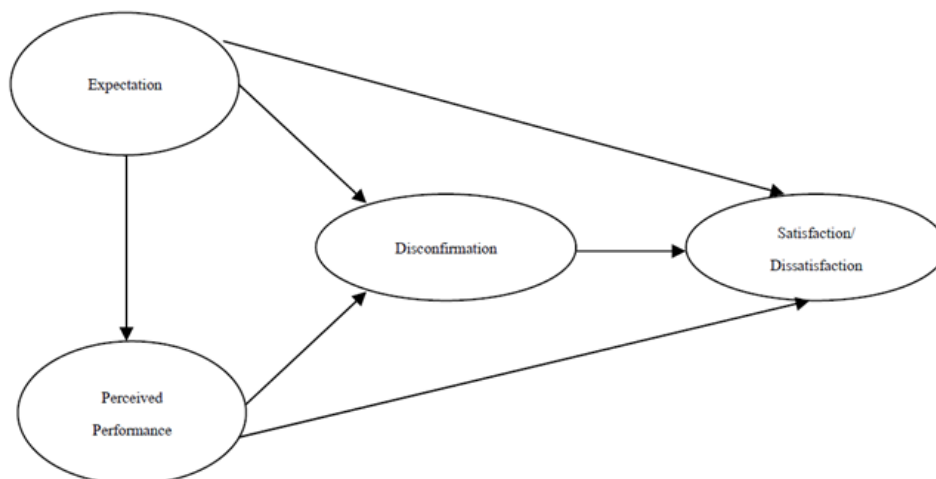 Expectation
Disconfirmation
Satisfaction/
Dissatisfaction
Perceived
Performance